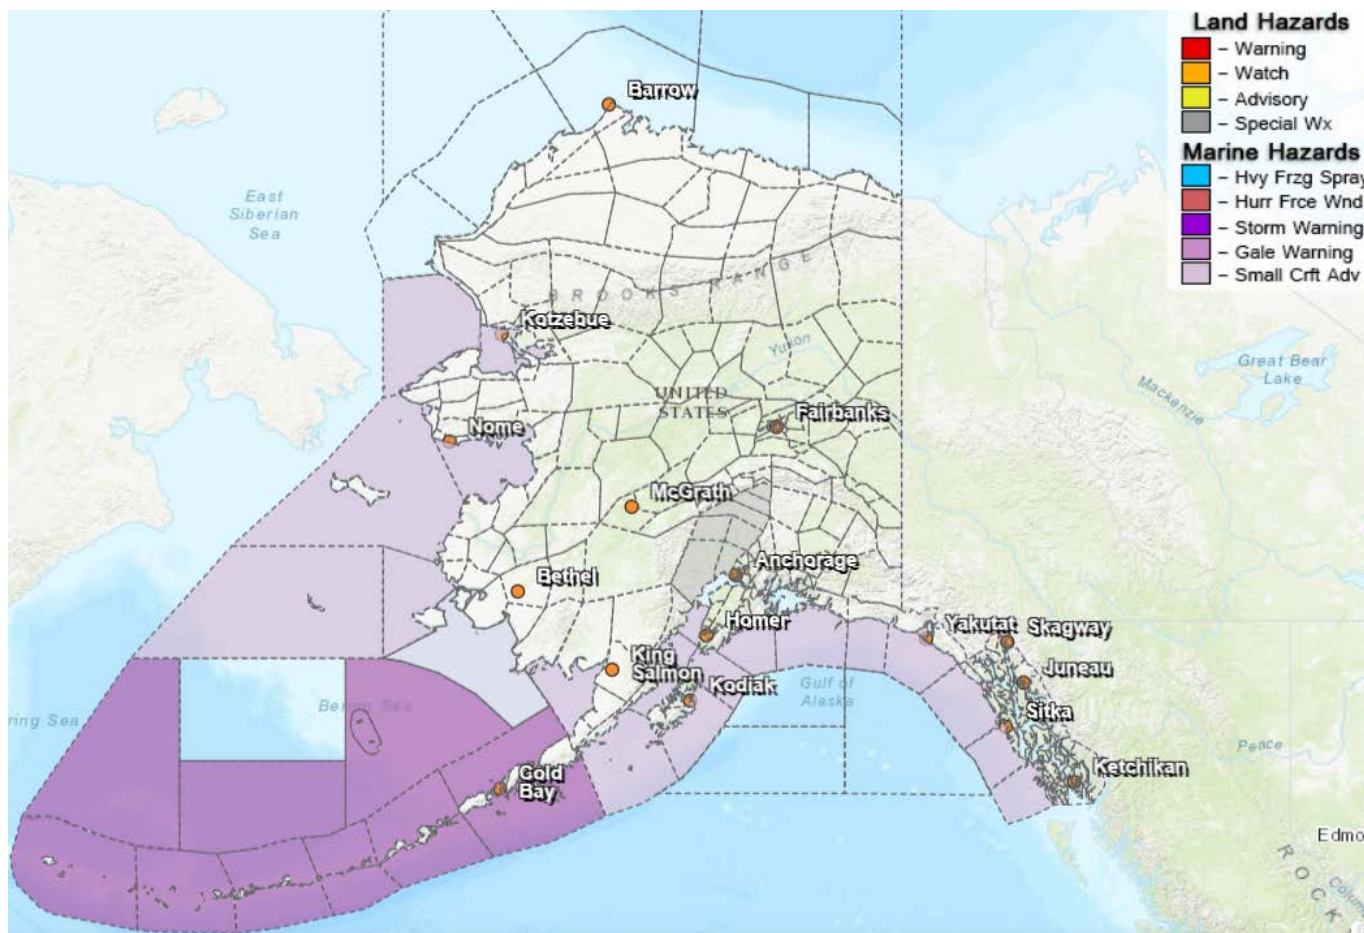 Land Hazards
– Warning
– Watch
– Advisory
– Special Wx
Marine Hazards
– Hvy Frzg Spray
– Hurr Frce Wnd
– Storm Warning
– Gale Warning
– Small Crft Adv
Barrow
East
Siberian
Sea
BROOKS RANGE
Kotzebue
Yukon
Great Bear
Lake
Mackenzie
UNITED
STATES
Fairbanks
Nome
McGrath
Anchorage
Bethel
Homer
Yakutat
Skagway
King
Salmon
Juneau
Kodiak
Gulf of
Alaska
Sitka
ring Sea
Bering Sea
Peace
Ketchikan
Cold
Bay
Edmo
ROCK
Colum